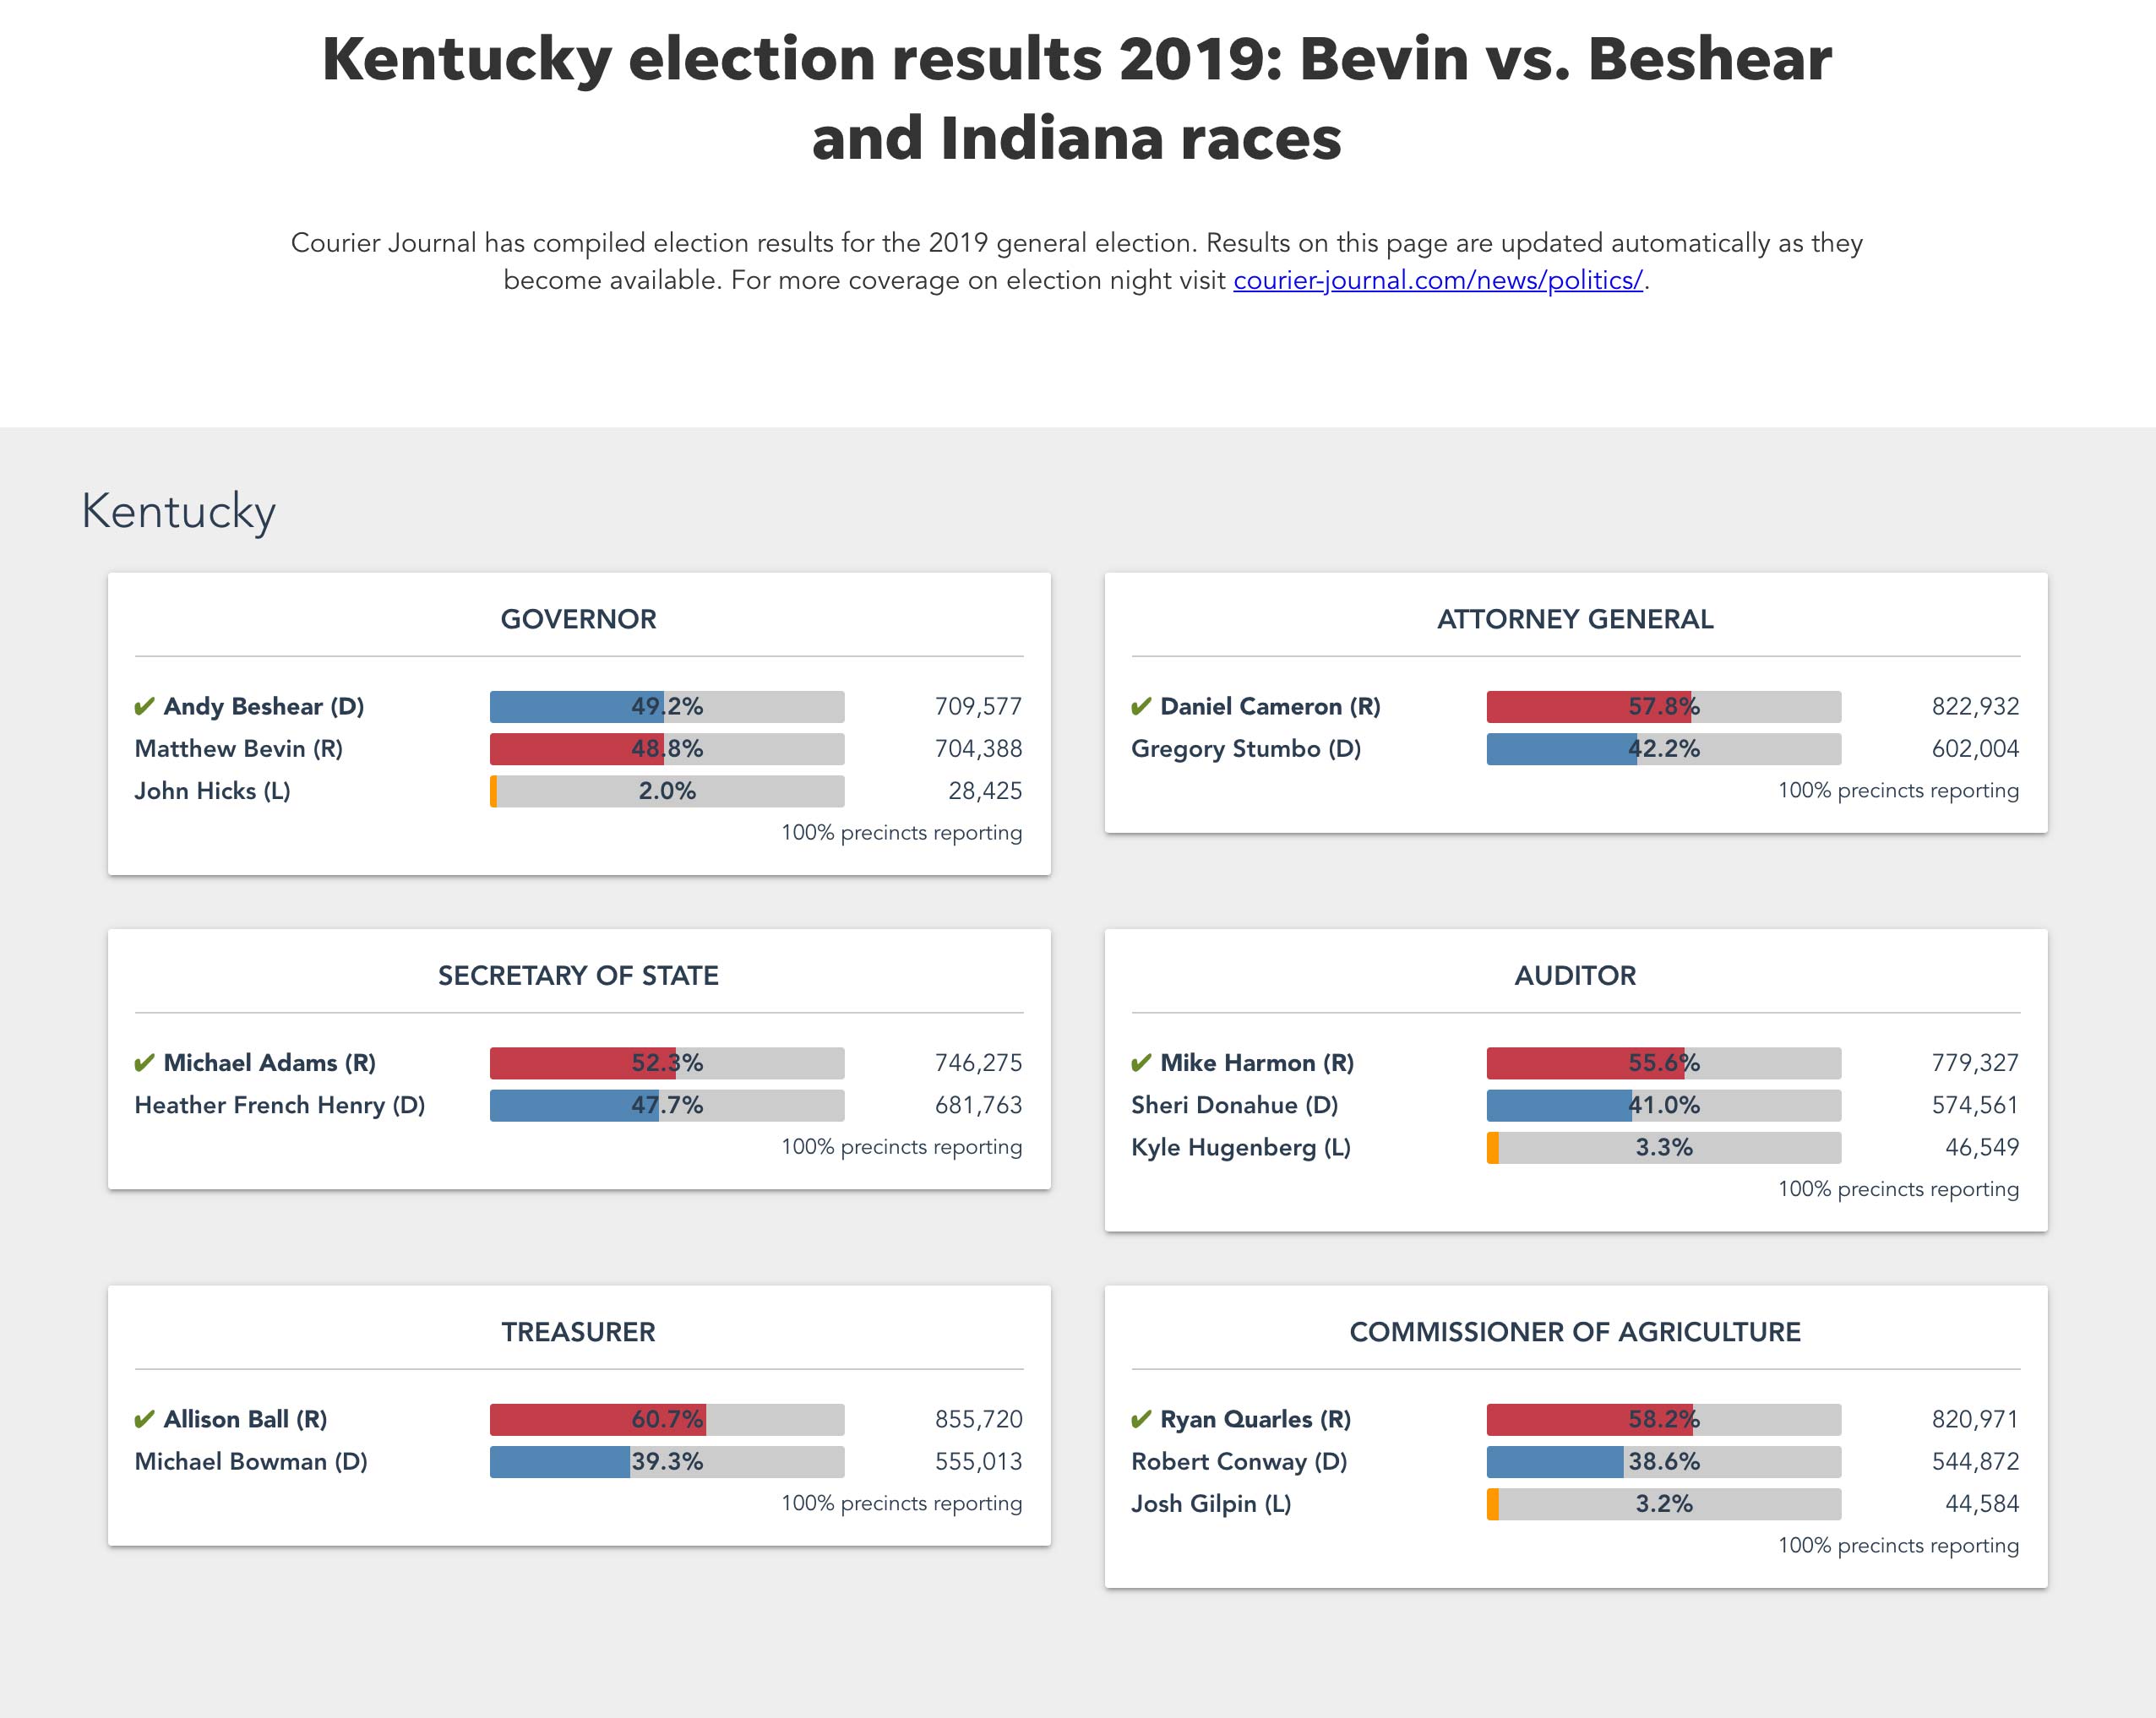 Kentucky election results 2019: Bevin vs. Beshear
and Indiana races
Courier Journal has compiled election results for the 2019 general election. Results on this page are updated automatically as they
become available. For more coverage on election night visit courier-journal.com/news/politics/.
Kentucky
GOVERNOR
✔ Andy Beshear (D) 49.2% 709,577
Matthew Bevin (R) 48.8% 704,388
John Hicks (L) 2.0% 28,425
100% precincts reporting
ATTORNEY GENERAL
✔ Daniel Cameron (R) 57.8% 822,932
Gregory Stumbo (D) 42.2% 602,004
100% precincts reporting
SECRETARY OF STATE
✔ Michael Adams (R) 52.3% 746,275
Heather French Henry (D) 47.7% 681,763
100% precincts reporting
AUDITOR
✔ Mike Harmon (R) 55.6% 779,327
Sheri Donahue (D) 41.0% 574,561
Kyle Hugenberg (L) 3.3% 46,549
100% precincts reporting
TREASURER
✔ Allison Ball (R) 60.7% 855,720
Michael Bowman (D) 39.3% 555,013
100% precincts reporting
COMMISSIONER OF AGRICULTURE
✔ Ryan Quarles (R) 58.2% 820,971
Robert Conway (D) 38.6% 544,872
Josh Gilpin (L) 3.2% 44,584
100% precincts reporting